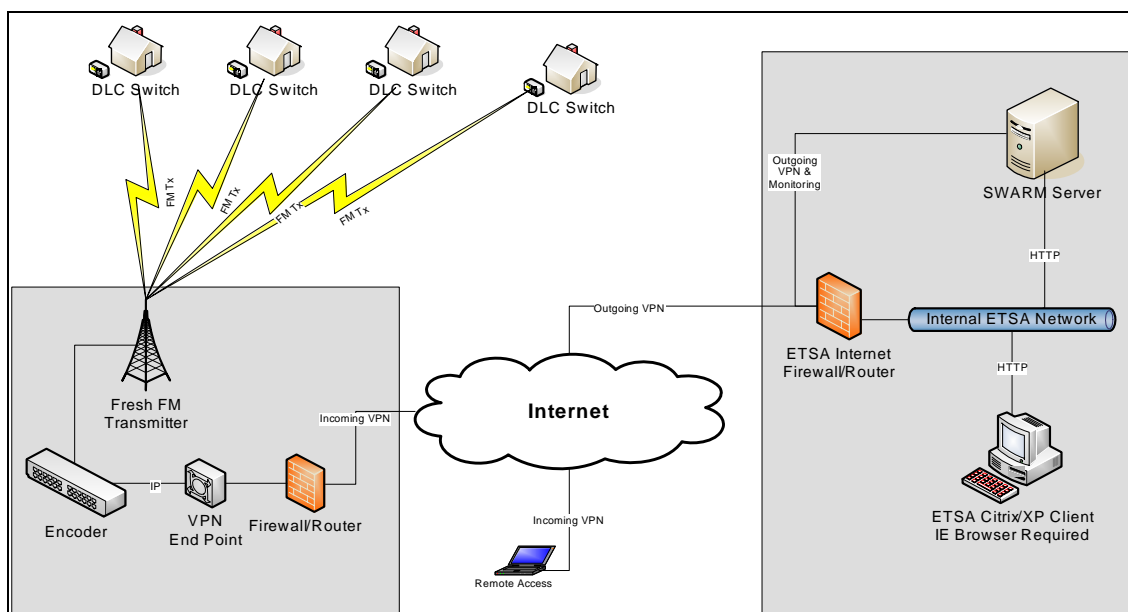 DLC Switch
DLC Switch
DLC Switch
DLC Switch
FM Tx
FM Tx
FM Tx
FM Tx
Outgoing
VPN &
Monitoring
SWARM Server
HTTP
Outgoing VPN
Internal ETSA Network
ETSA Internet
Firewall/Router
HTTP
Fresh FM
Transmitter
Incoming VPN
Internet
IP
Encoder
VPN
End Point
Firewall/Router
Incoming VPN
ETSA Citrix/XP Client
IE Browser Required
Remote Access